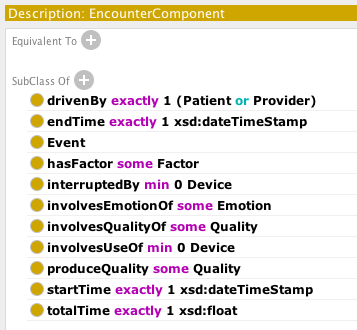 Description: EncounterComponent
Equivalent To
SubClass Of
drivenBy exactly 1 (Patient or Provider)
endTime exactly 1 xsd:dateTimeStamp
Event
hasFactor some Factor
interruptedBy min 0 Device
involvesEmotionOf some Emotion
involvesQualityOf some Quality
involvesUseOf min 0 Device
produceQuality some Quality
startTime exactly 1 xsd:dateTimeStamp
totalTime exactly 1 xsd:float